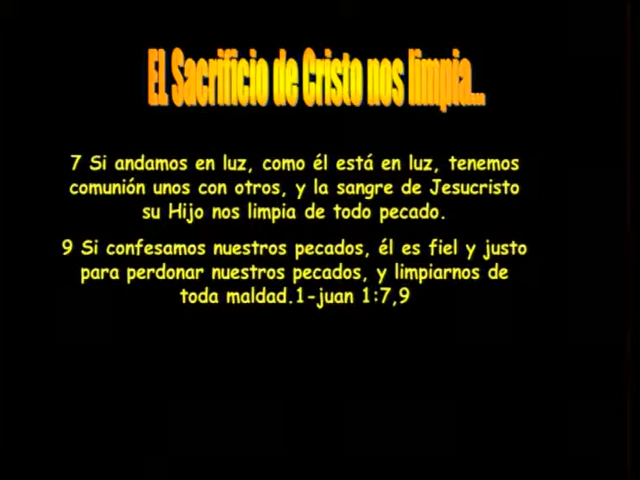 EL Sacrificio de Cristo nos limpia...
7 Si andamos en luz, como él está en luz, tenemos
comunión unos con otros, y la sangre de Jesucristo
su Hijo nos limpia de todo pecado.
9 Si confesamos nuestros pecados, él es fiel y justo
para perdonar nuestros pecados, y limpiarnos de
toda maldad.1-juan 1:7,9